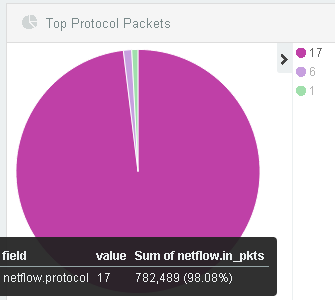 Top Protocol Packets
17
6
1
field value Sum of netflow.in_pkts
netflow.protocol 17 782,489 (98.08%)